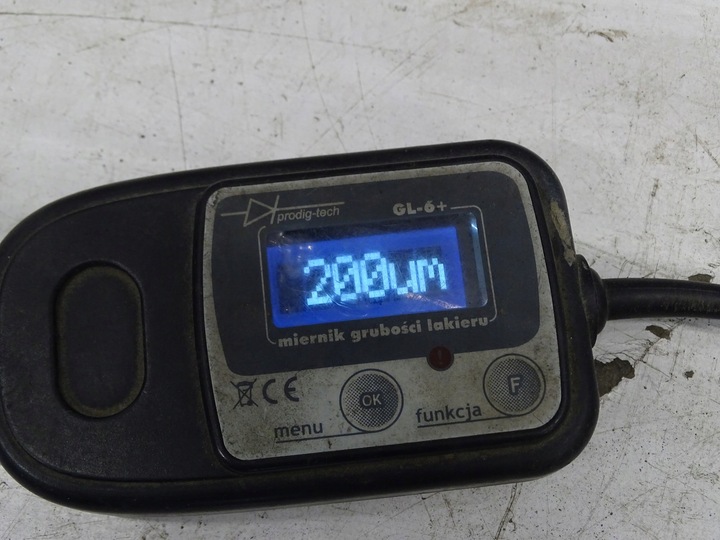 prodig-tech
GL-6+
200um
miernik grubości lakieru
CE
OK
F
menu
funkcja